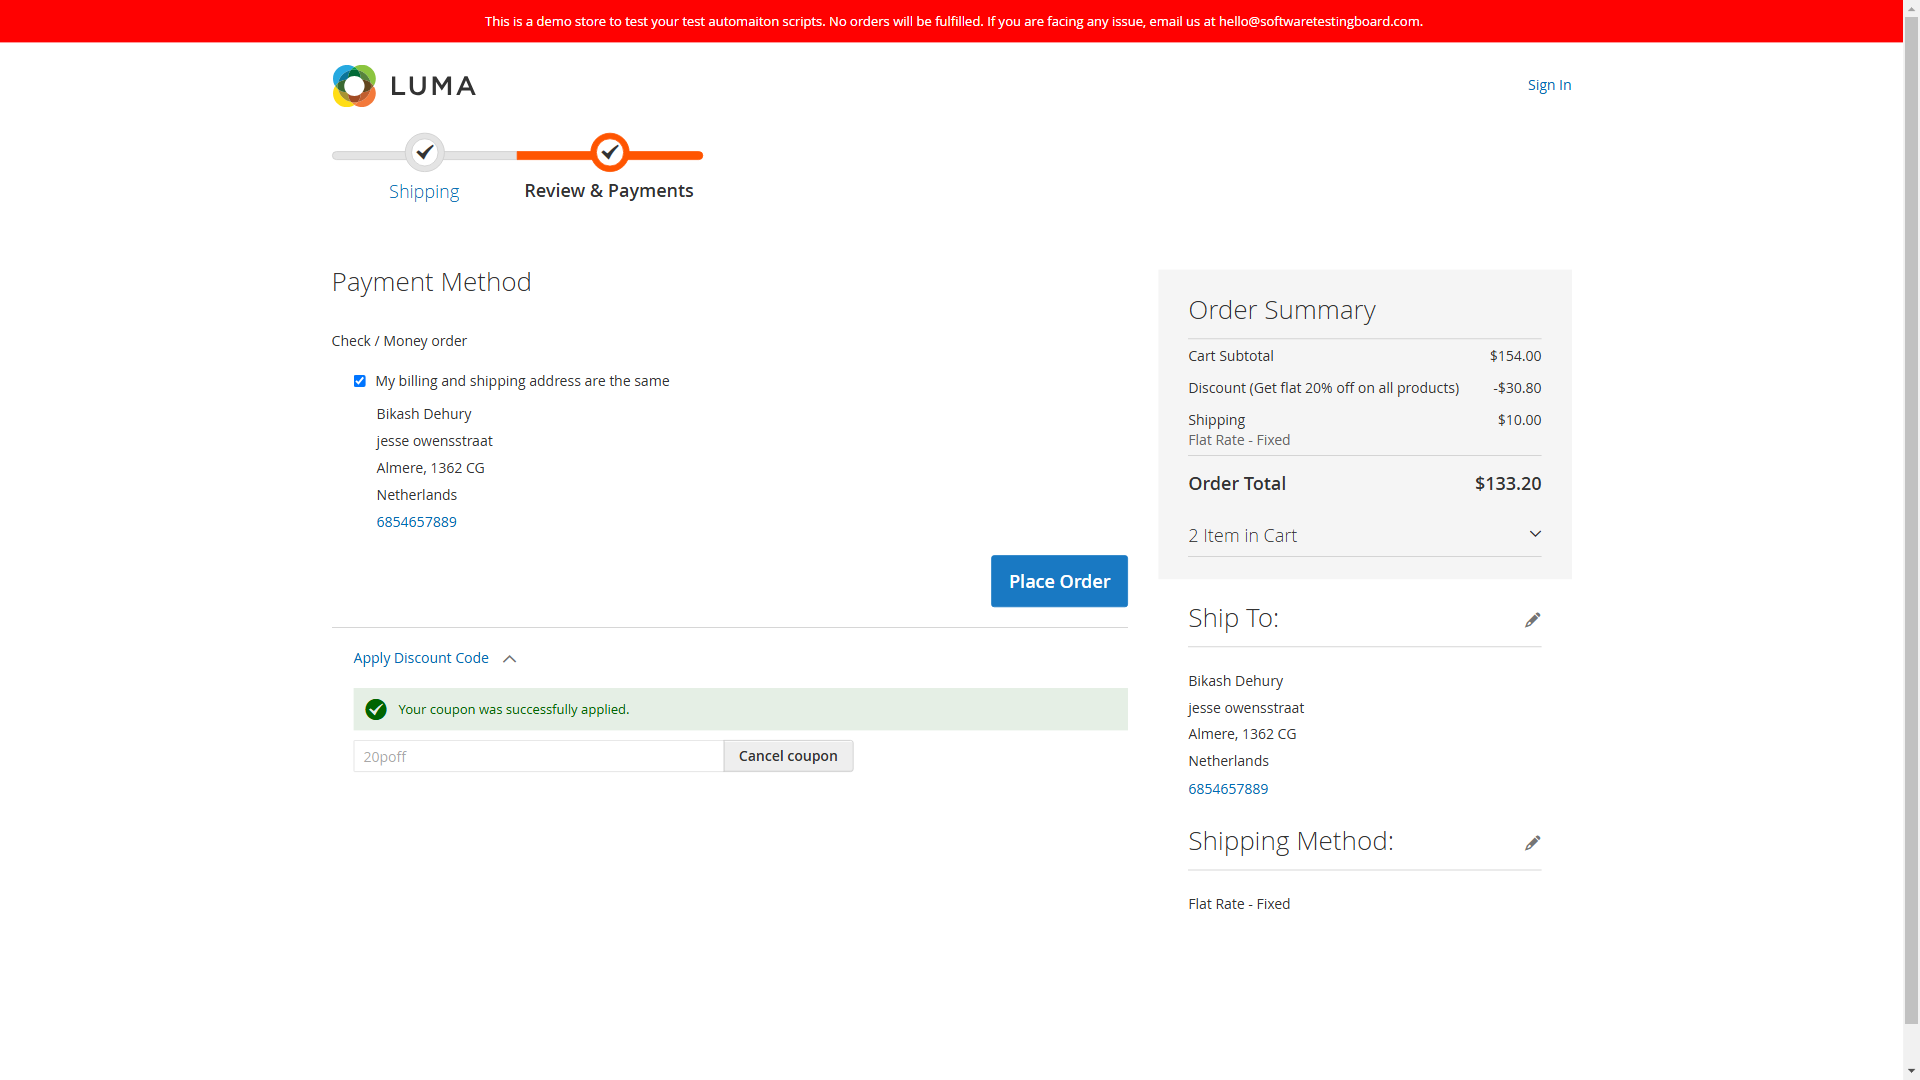 This is a demo store to test your test automaiton scripts. No orders will be fulfilled. If you are facing any issue, email us at hello@softwaretestingboard.com.
LUMA
Sign In
Shipping
Review & Payments
Payment Method
Check / Money order
My billing and shipping address are the same
Bikash Dehury
jesse owensstraat
Almere, 1362 CG
Netherlands
6854657889
Place Order
Apply Discount Code
Your coupon was successfully applied.
20poff
Cancel coupon
Order Summary
Cart Subtotal $154.00
Discount (Get flat 20% off on all products) -$30.80
Shipping $10.00
Flat Rate - Fixed
Order Total $133.20
2 Item in Cart
Ship To:
Bikash Dehury
jesse owensstraat
Almere, 1362 CG
Netherlands
6854657889
Shipping Method:
Flat Rate - Fixed